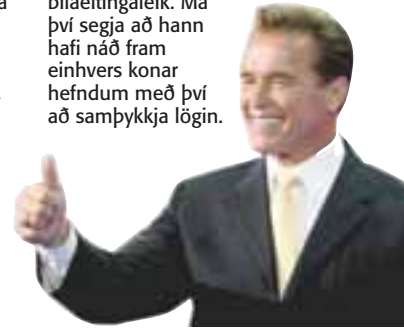 a
bílaeltingaleik. Má
því segja að hann
hafi náð fram
einhvers konar
hefndum með því
að samþykkja lögin.